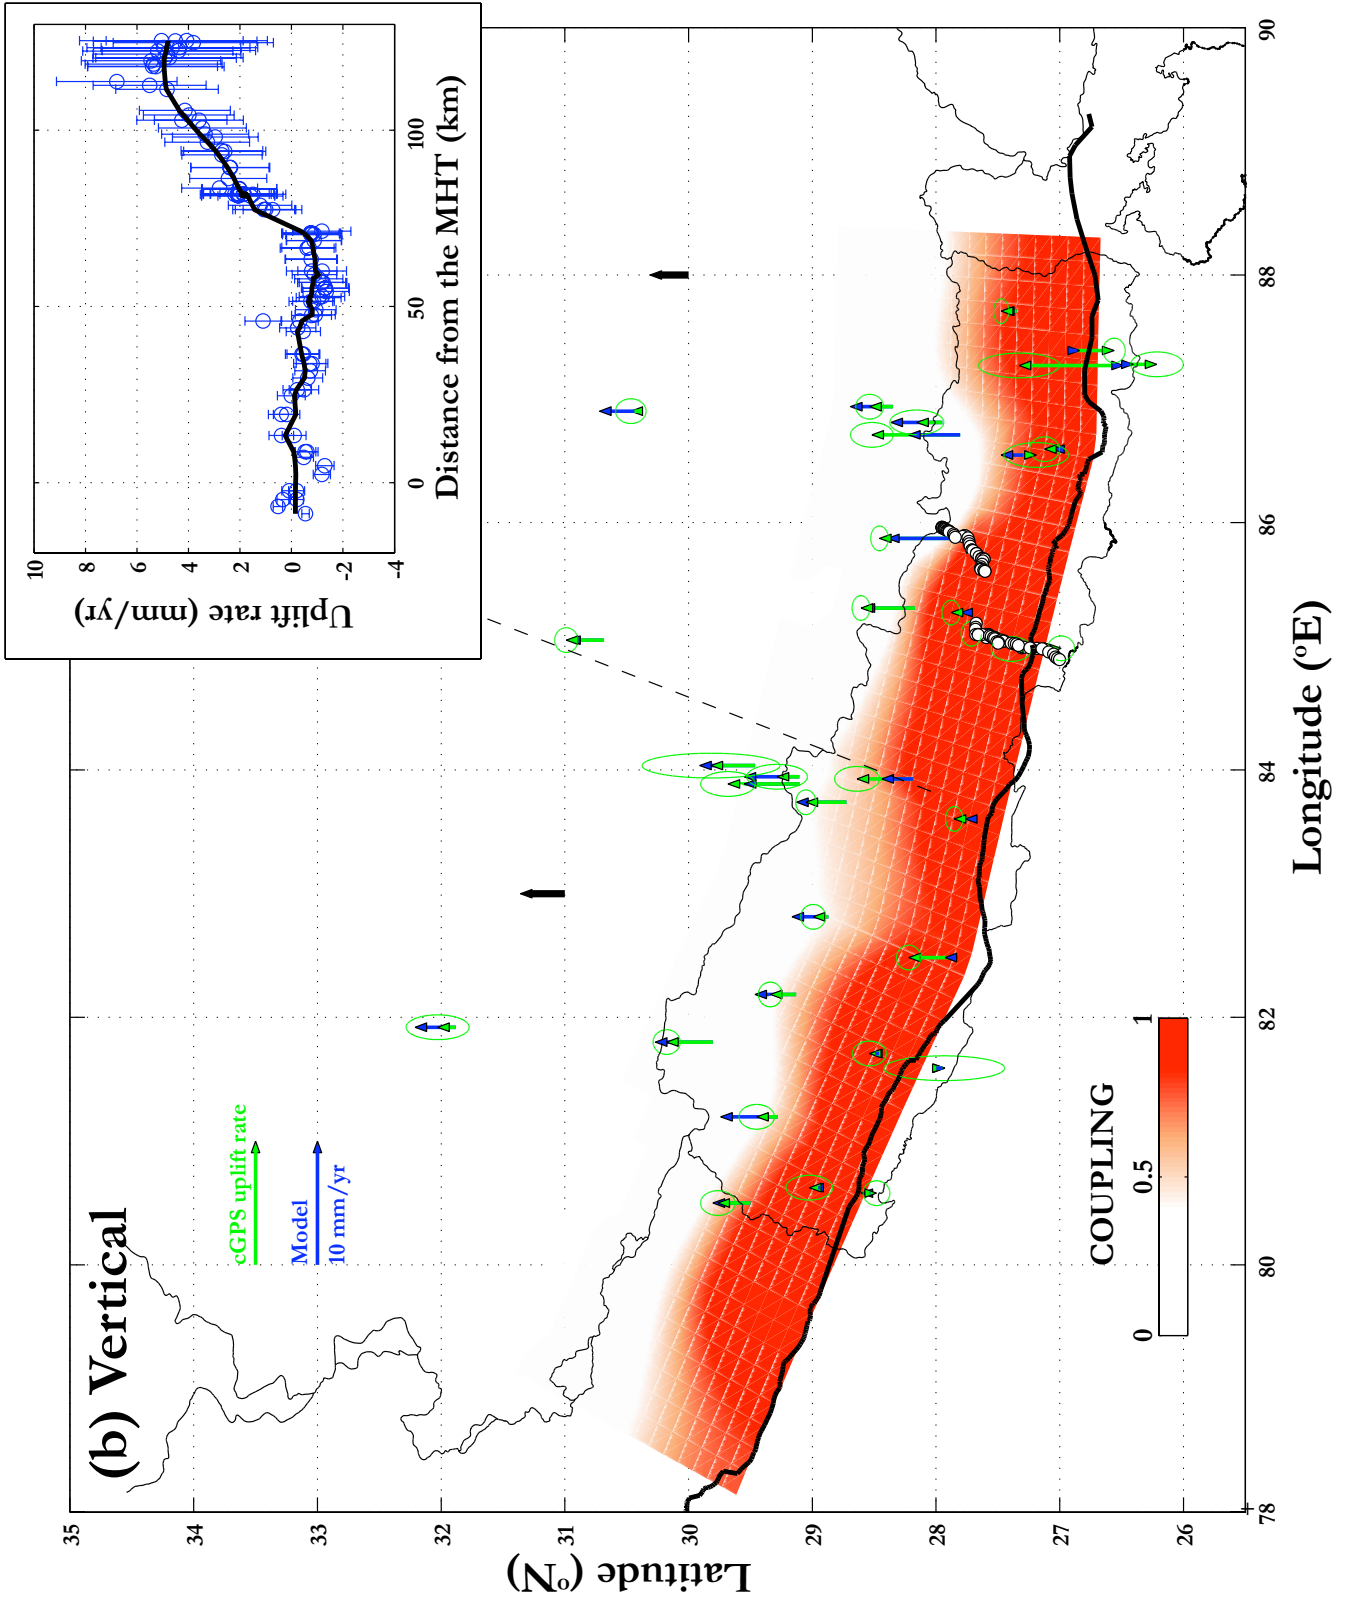 (b) Vertical
cGPS uplift rate
Model
10 mm/yr
COUPLING
0 0.5 1
Latitude (°N)
35
34
33
32
31
30
29
28
27
26
Longitude (°E)
78 80 82 84 86 88 90
Uplift rate (mm/yr)
10
8
6
4
2
0
-2
-4
0 50 100
Distance from the MHT (km)